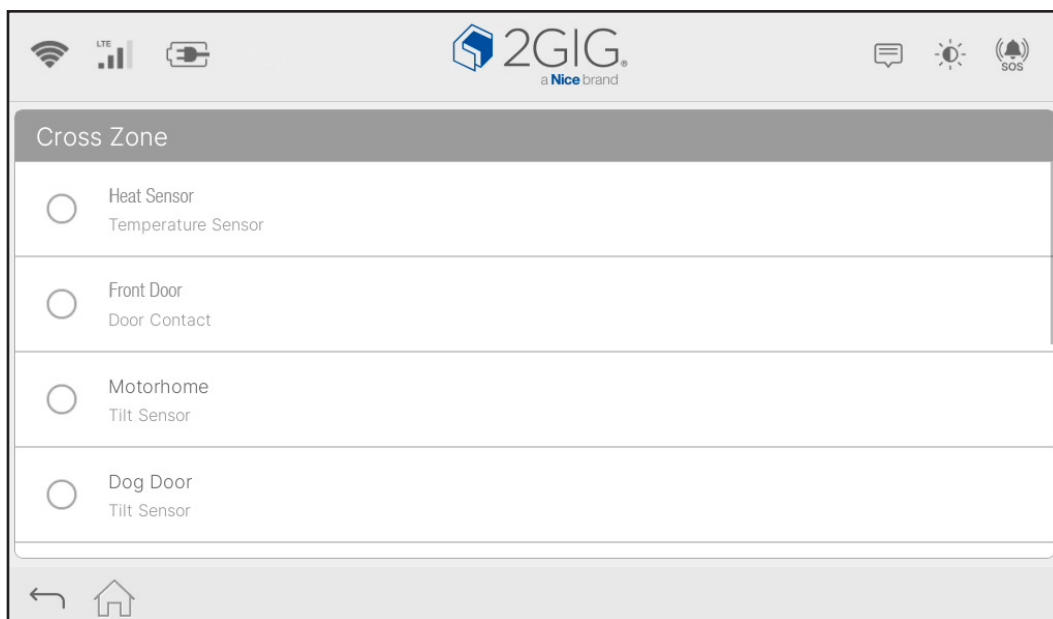 LTE
2GIG®
a Nice brand
SOS
Cross Zone
Heat Sensor
Temperature Sensor
Front Door
Door Contact
Motorhome
Tilt Sensor
Dog Door
Tilt Sensor